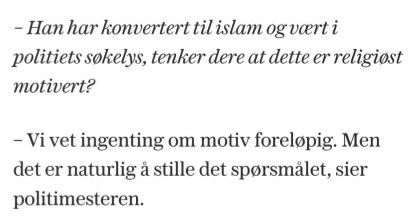 – Han har konvertert til islam og vært i
politiets søkelys, tenker dere at dette er religiøst
motivert?
– Vi vet ingenting om motiv foreløpig. Men
det er naturlig å stille det spørsmålet, sier
politimesteren.